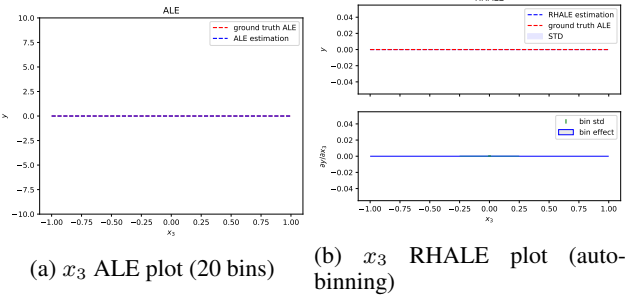 ALE
ground truth ALE
ALE estimation
10.0
7.5
5.0
2.5
0.0
−2.5
−5.0
−7.5
−10.0
y
−1.00 −0.75 −0.50 −0.25 0.00 0.25 0.50 0.75 1.00
x₃
(a) x₃ ALE plot (20 bins)
RHALE estimation
ground truth ALE
STD
0.04
0.02
0.00
−0.02
−0.04
y
bin std
bin effect
0.04
0.02
0.00
−0.02
−0.04
∂y/∂x₃
−1.00 −0.75 −0.50 −0.25 0.00 0.25 0.50 0.75 1.00
x₃
(b) x₃ RHALE plot (auto-
binning)